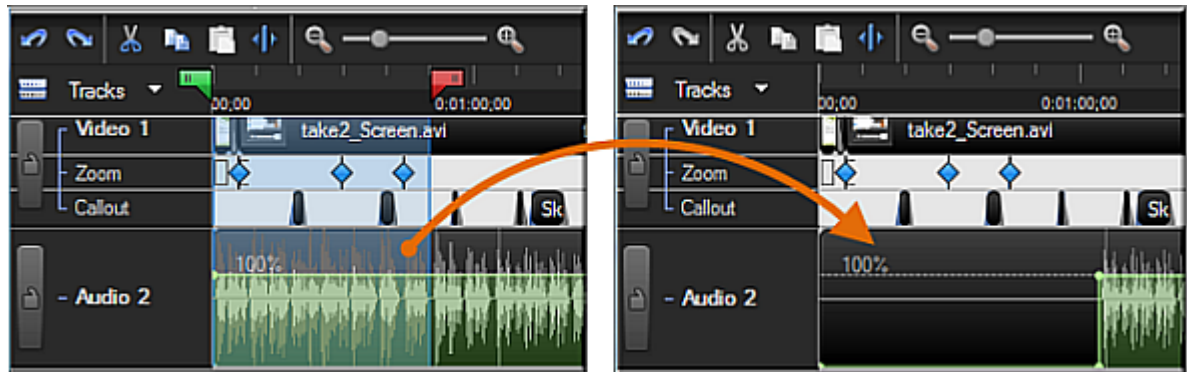 Tracks
00;00 0:01:00;00
Video 1 take2_Screen.avi
Zoom
Callout Sk
100%
Audio 2
Tracks
00;00 0:01:00;00
Video 1 take2_Screen.avi
Zoom
Callout Sk
100%
Audio 2